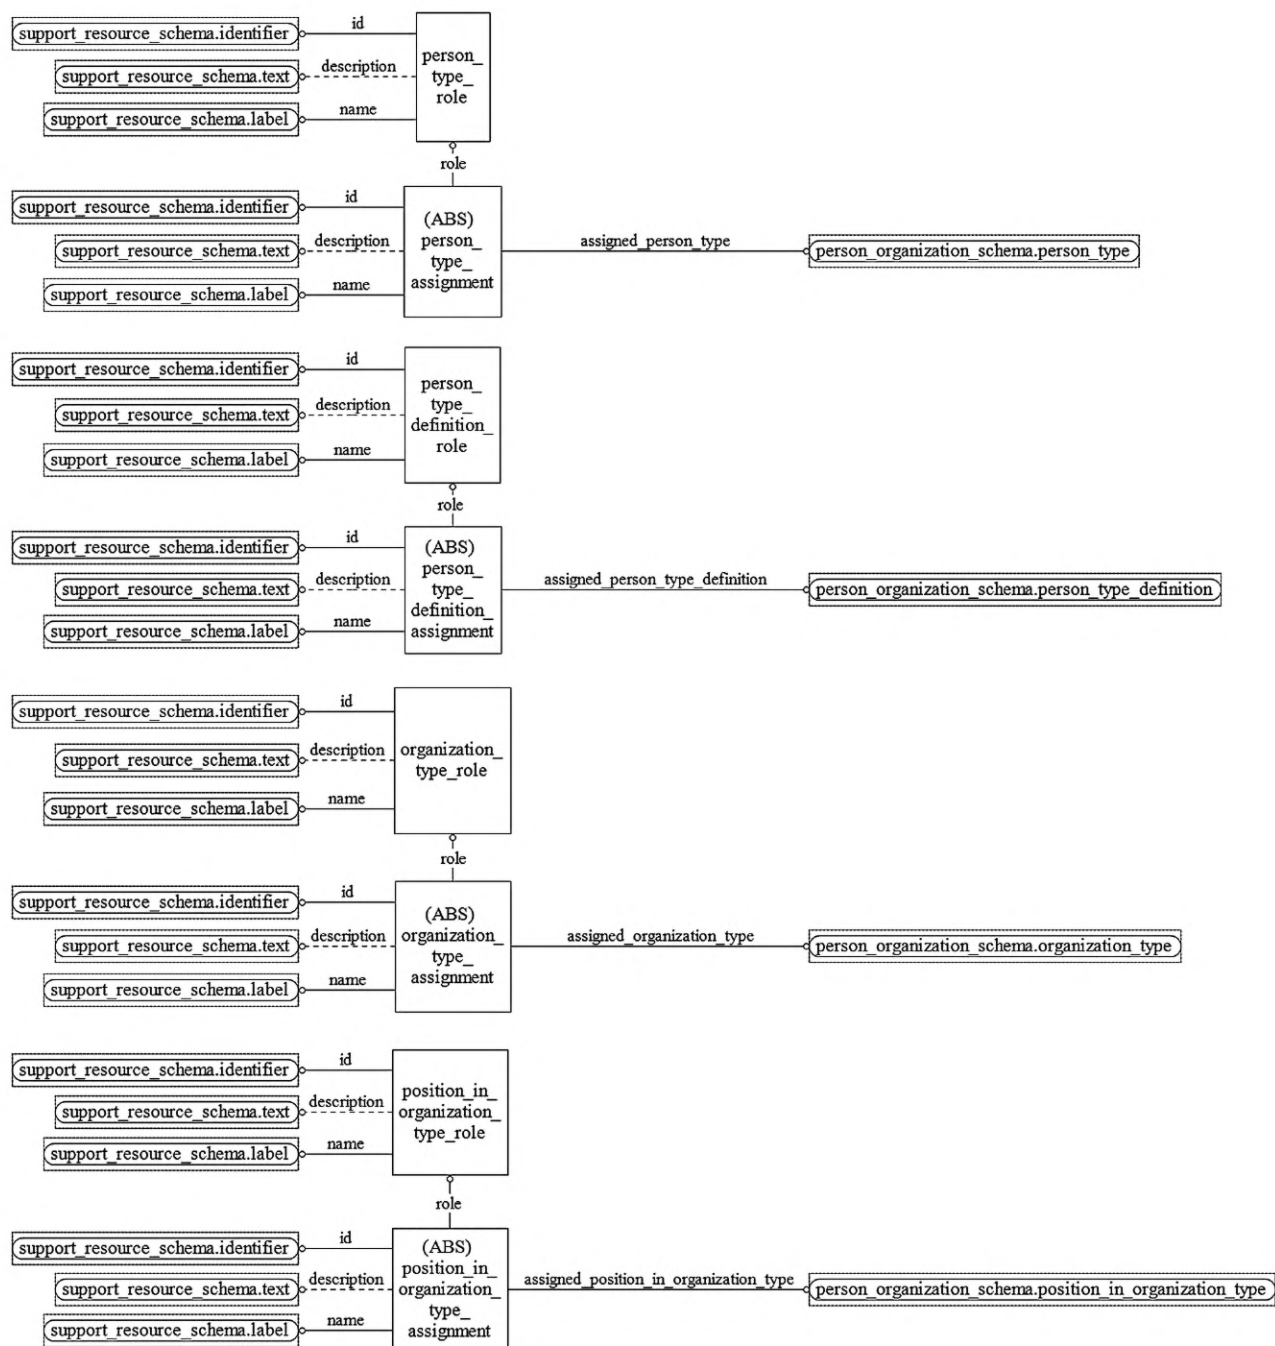 id
support_resource_schema.identifier
description
support_resource_schema.text
name
support_resource_schema.label
person_
type_
role
role
id
support_resource_schema.identifier
description
support_resource_schema.text
name
support_resource_schema.label
(ABS)
person_
type_
assignment
assigned_person_type
person_organization_schema.person_type
id
support_resource_schema.identifier
description
support_resource_schema.text
name
support_resource_schema.label
person_
type_
definition_
role
role
id
support_resource_schema.identifier
description
support_resource_schema.text
name
support_resource_schema.label
(ABS)
person_
type_
definition_
assignment
assigned_person_type_definition
person_organization_schema.person_type_definition
id
support_resource_schema.identifier
description
support_resource_schema.text
name
support_resource_schema.label
organization_
type_role
role
id
support_resource_schema.identifier
description
support_resource_schema.text
name
support_resource_schema.label
(ABS)
organization_
type_
assignment
assigned_organization_type
person_organization_schema.organization_type
id
support_resource_schema.identifier
description
support_resource_schema.text
name
support_resource_schema.label
position_in_
organization_
type_role
role
id
support_resource_schema.identifier
description
support_resource_schema.text
name
support_resource_schema.label
(ABS)
position_in_
organization_
type_
assignment
assigned_position_in_organization_type
person_organization_schema.position_in_organization_type